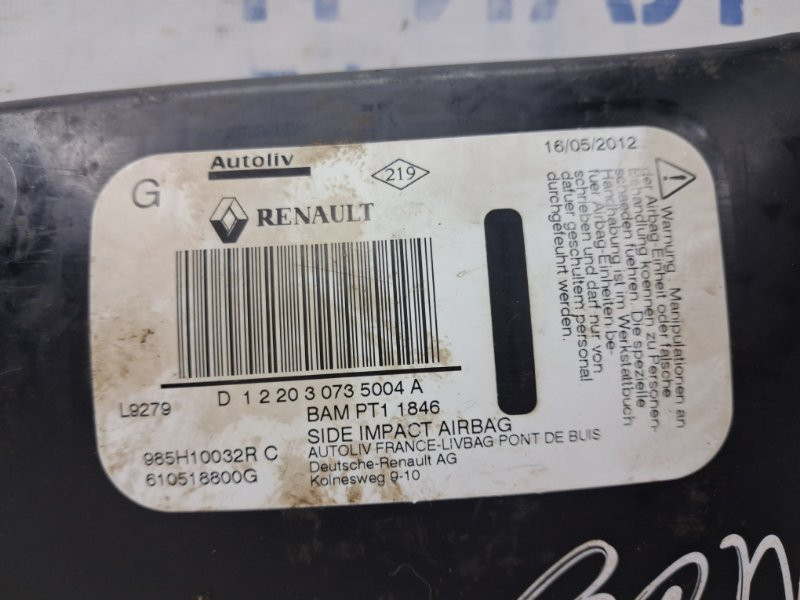 G
Autoliv
219
16/05/2012
RENAULT
D 1 2 20 3 073 5004 A
L9279
BAM PT1 1846
SIDE IMPACT AIRBAG
985H10032R C
AUTOLIV FRANCE-LIVBAG PONT DE BUIS
610518800G
Deutsche-Renault AG
Kolnesweg 9-10
Warnung. Manipulationen an
der Airbag Einheit oder falsche
Behandlung koennen zu Personen-
schaeden fuehren. Die spezielle
Handhabung ist im Werkstattbuch
fuer Airbag-Einheiten be-
schrieben und darf nur von
dafuer geschultem personal
durchgefeuhrt werden.